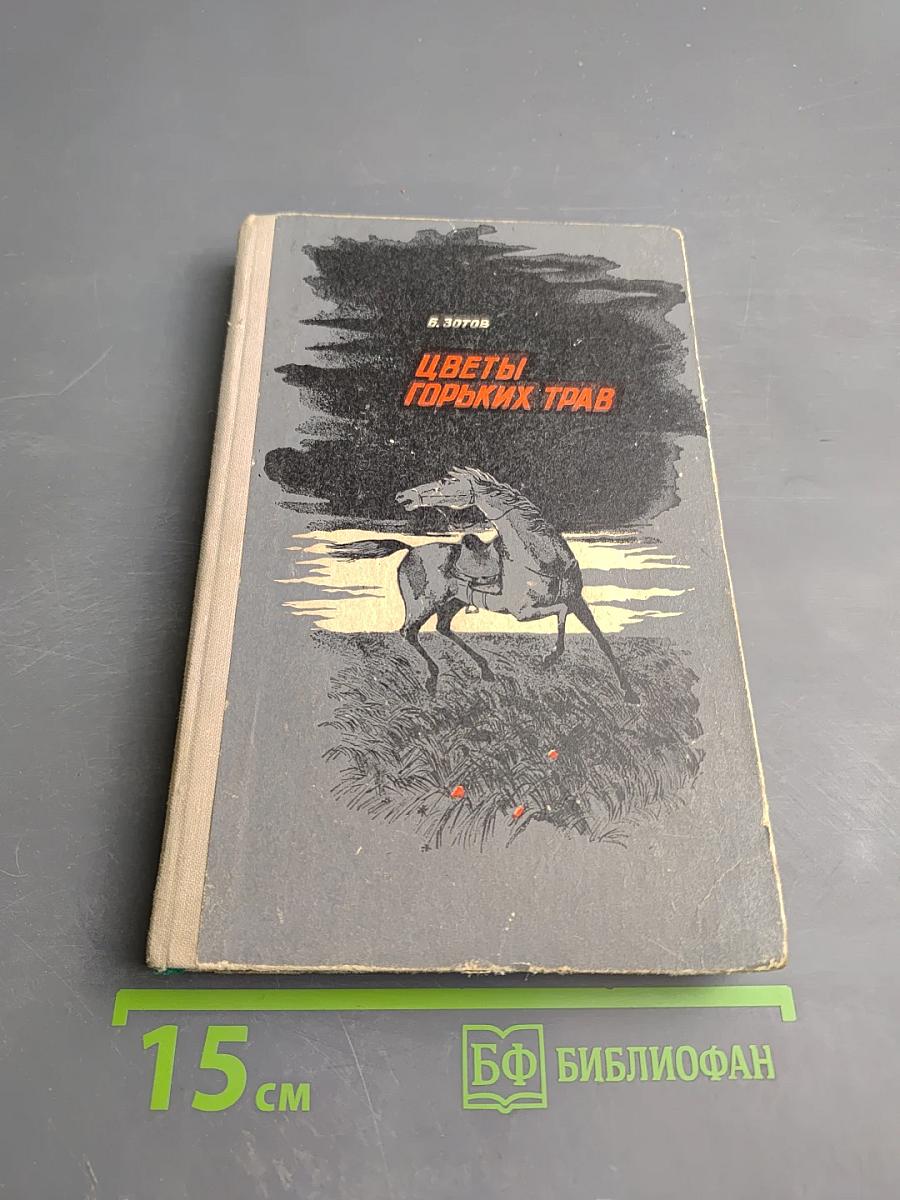 Б. ЗОТОВ
ЦВЕТЫ
ГОРЬКИХ ТРАВ
15 см
БФ БИБЛИОФАН